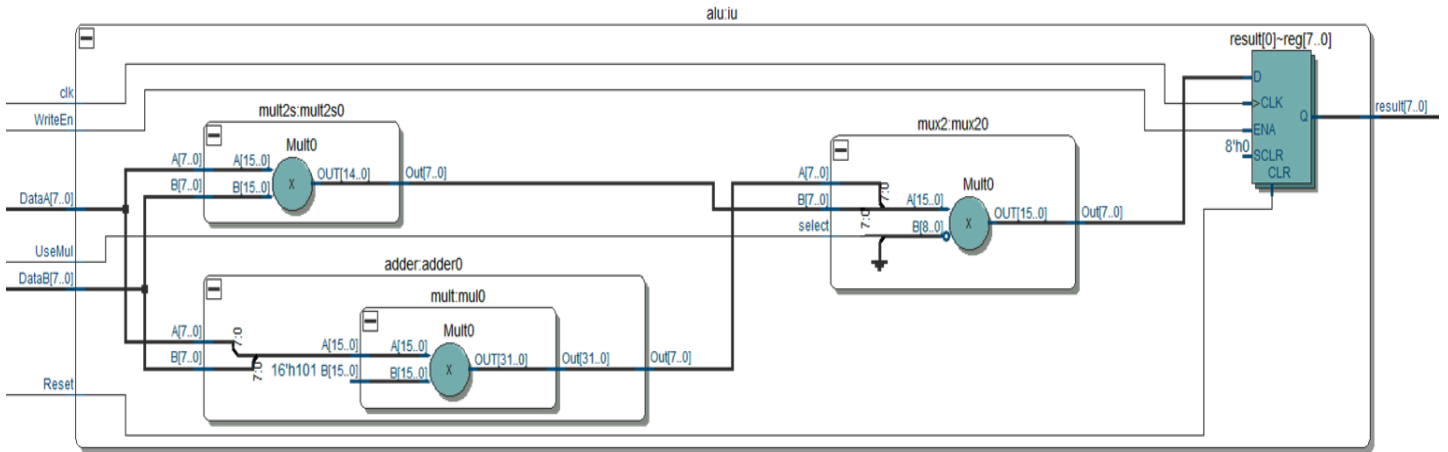 alu:iu
result[0]~reg[7..0]
clk
WriteEn
DataA[7..0]
UseMul
DataB[7..0]
Reset
mult2s:mult2s0
Mult0
A[7..0]
A[15..0]
B[7..0]
B[15..0]
x
OUT[14..0]
Out[7..0]
adder:adder0
mult:mul0
Mult0
A[7..0]
7:0
A[15..0]
A[15..0]
B[7..0]
7:0
16'h101
B[15..0]
B[15..0]
x
OUT[31..0]
Out[31..0]
Out[7..0]
mux2:mux20
Mult0
A[7..0]
7:0
B[7..0]
7:0
A[15..0]
select
B[8..0]
x
OUT[15..0]
Out[7..0]
D
>CLK
ENA
8'h0
SCLR
CLR
Q
result[7..0]